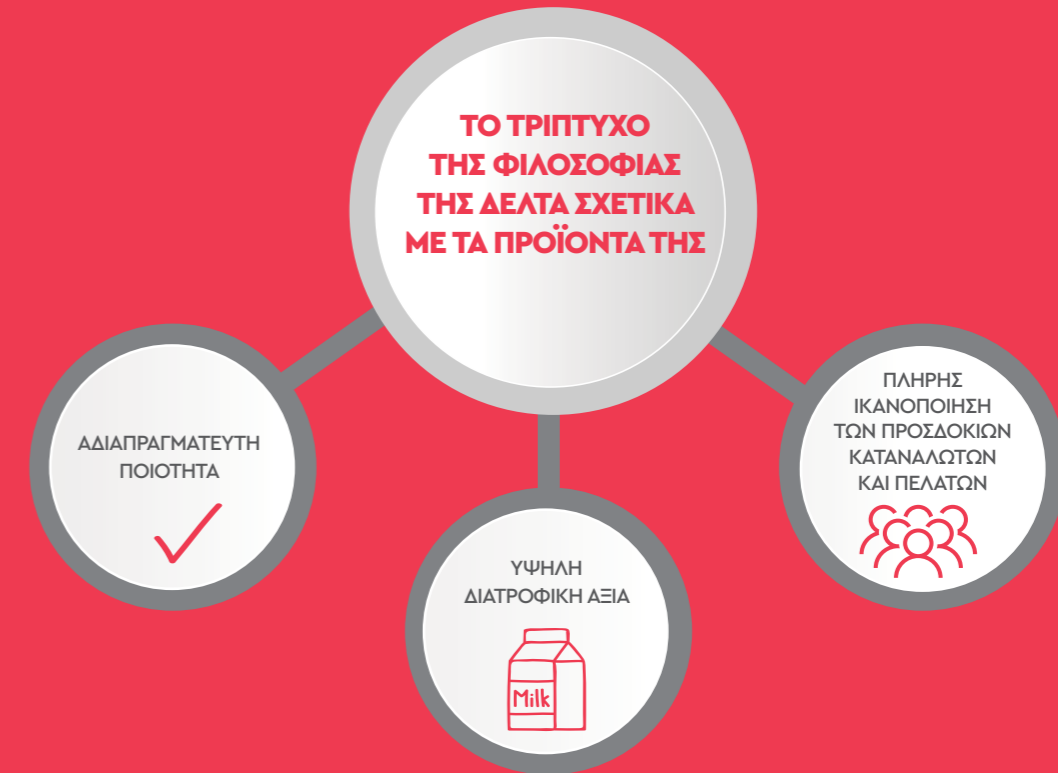 ΤΟ ΤΡΙΠΤΥΧΟ
ΤΗΣ ΦΙΛΟΣΟΦΙΑΣ
ΤΗΣ ΔΕΛΤΑ ΣΧΕΤΙΚΑ
ΜΕ ΤΑ ΠΡΟΪΟΝΤΑ ΤΗΣ
ΑΔΙΑΠΡΑΓΜΑΤΕΥΤΗ
ΠΟΙΟΤΗΤΑ
ΥΨΗΛΗ
ΔΙΑΤΡΟΦΙΚΗ ΑΞΙΑ
Milk
ΠΛΗΡΗΣ
ΙΚΑΝΟΠΟΙΗΣΗ
ΤΩΝ ΠΡΟΣΔΟΚΙΩΝ
ΚΑΤΑΝΑΛΩΤΩΝ
ΚΑΙ ΠΕΛΑΤΩΝ